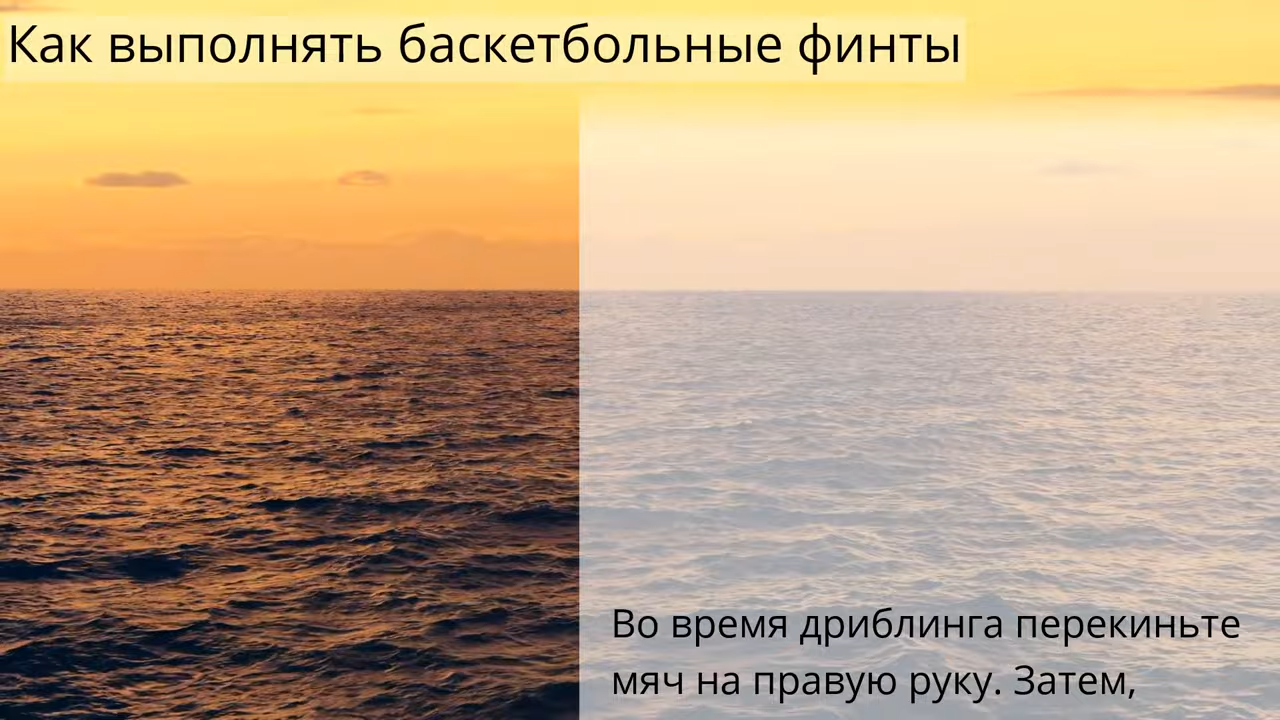 Как выполнять баскетбольные финты
Во время дриблинга перекиньте
мяч на правую руку. Затем,